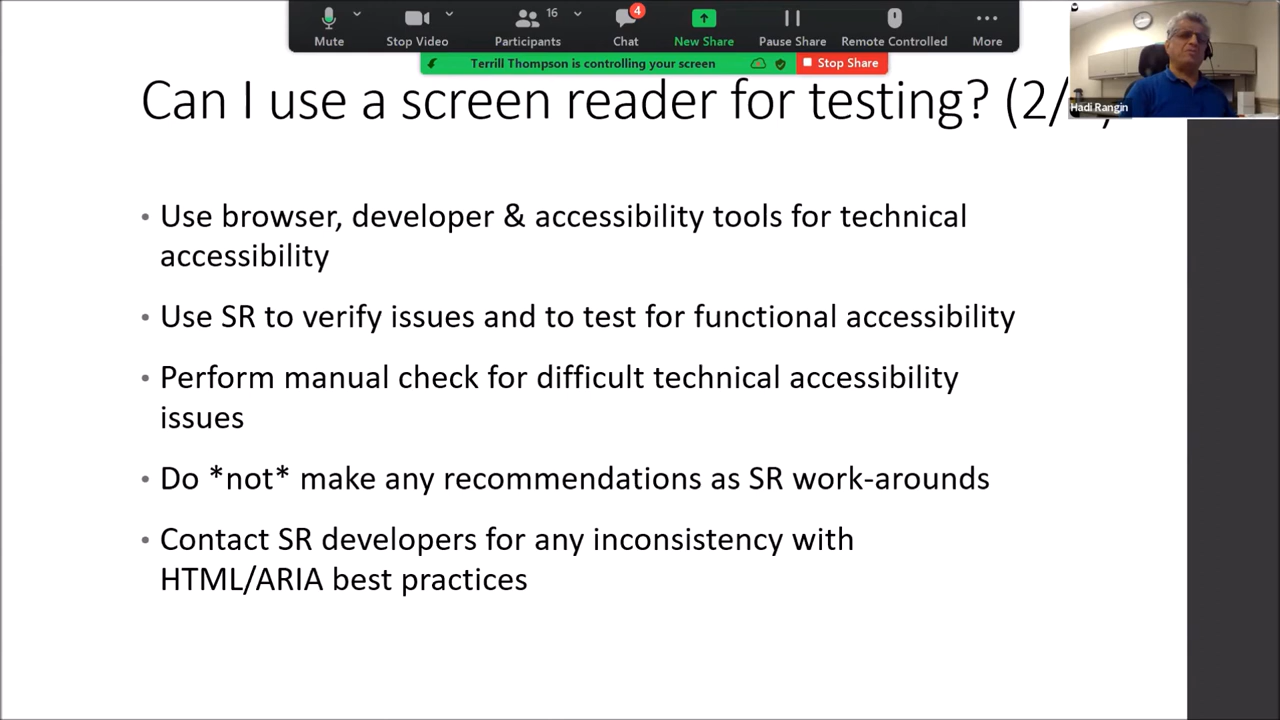 16
4
Mute
Stop Video
Participants
Chat
New Share
Pause Share
Remote Controlled
More
Terrill Thompson is controlling your screen
Stop Share
Hadi Rangin
Can I use a screen reader for testing? (2/
• Use browser, developer & accessibility tools for technical
accessibility
• Use SR to verify issues and to test for functional accessibility
• Perform manual check for difficult technical accessibility
issues
• Do *not* make any recommendations as SR work-arounds
• Contact SR developers for any inconsistency with
HTML/ARIA best practices